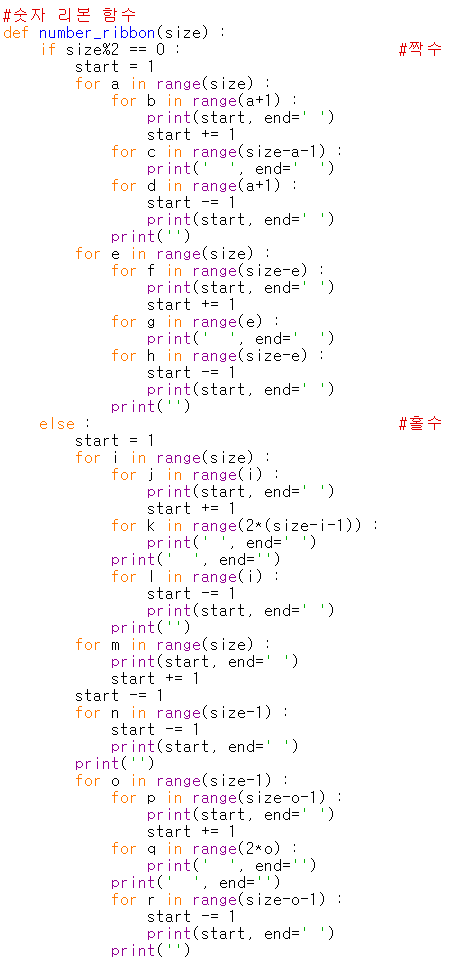 #숫자 리본 함수
def number_ribbon(size) :
    if size%2 == 0 :                        #짝수
        start = 1
        for a in range(size) :
            for b in range(a+1) :
                print(start, end=' ')
                start += 1
            for c in range(size-a-1) :
                print('  ', end='  ')
            for d in range(a+1) :
                start -= 1
                print(start, end=' ')
            print('')
        for e in range(size) :
            for f in range(size-e) :
                print(start, end=' ')
                start += 1
            for g in range(e) :
                print('  ', end='  ')
            for h in range(size-e) :
                start -= 1
                print(start, end=' ')
            print('')
    else :                                  #홀수
        start = 1
        for i in range(size) :
            for j in range(i) :
                print(start, end=' ')
                start += 1
            for k in range(2*(size-i-1)) :
                print(' ', end=' ')
            print('  ', end='')
            for l in range(i) :
                start -= 1
                print(start, end=' ')
            print('')
        for m in range(size) :
            print(start, end=' ')
            start += 1
        start -= 1
        for n in range(size-1) :
            start -= 1
            print(start, end=' ')
        print('')
        for o in range(size-1) :
            for p in range(size-o-1) :
                print(start, end=' ')
                start += 1
            for q in range(2*o) :
                print('  ', end='')
            print('  ', end='')
            for r in range(size-o-1) :
                start -= 1
                print(start, end=' ')
            print('')